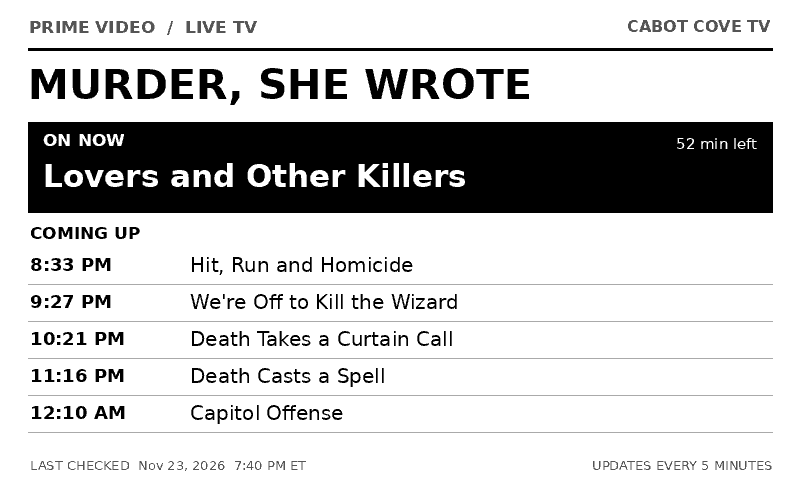 PRIME VIDEO / LIVE TV
CABOT COVE TV
MURDER, SHE WROTE
ON NOW
52 min left
Lovers and Other Killers
COMING UP
8:33 PM Hit, Run and Homicide
9:27 PM We're Off to Kill the Wizard
10:21 PM Death Takes a Curtain Call
11:16 PM Death Casts a Spell
12:10 AM Capitol Offense
LAST CHECKED Nov 23, 2026 7:40 PM ET
UPDATES EVERY 5 MINUTES